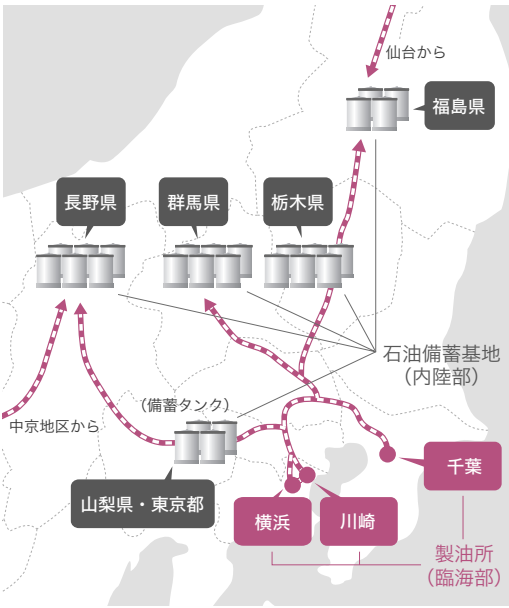 仙台から
福島県
長野県
群馬県
栃木県
石油備蓄基地
（内陸部）
（備蓄タンク）
中京地区から
千葉
山梨県・東京都
横浜
川崎
製油所
（臨海部）